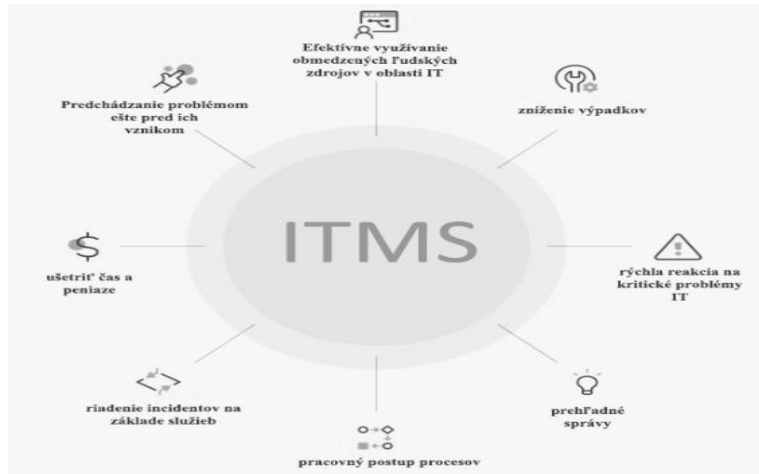 Efektívne využívanie
obmedzených ľudských
zdrojov v oblasti IT
Predchádzanie problémom
ešte pred ich
vznikom
zníženie výpadkov
ITMS
ušetriť čas a
peniaze
rýchla reakcia na
kritické problémy
IT
riadenie incidentov na
základe služieb
prehľadné
správy
pracovný postup procesov